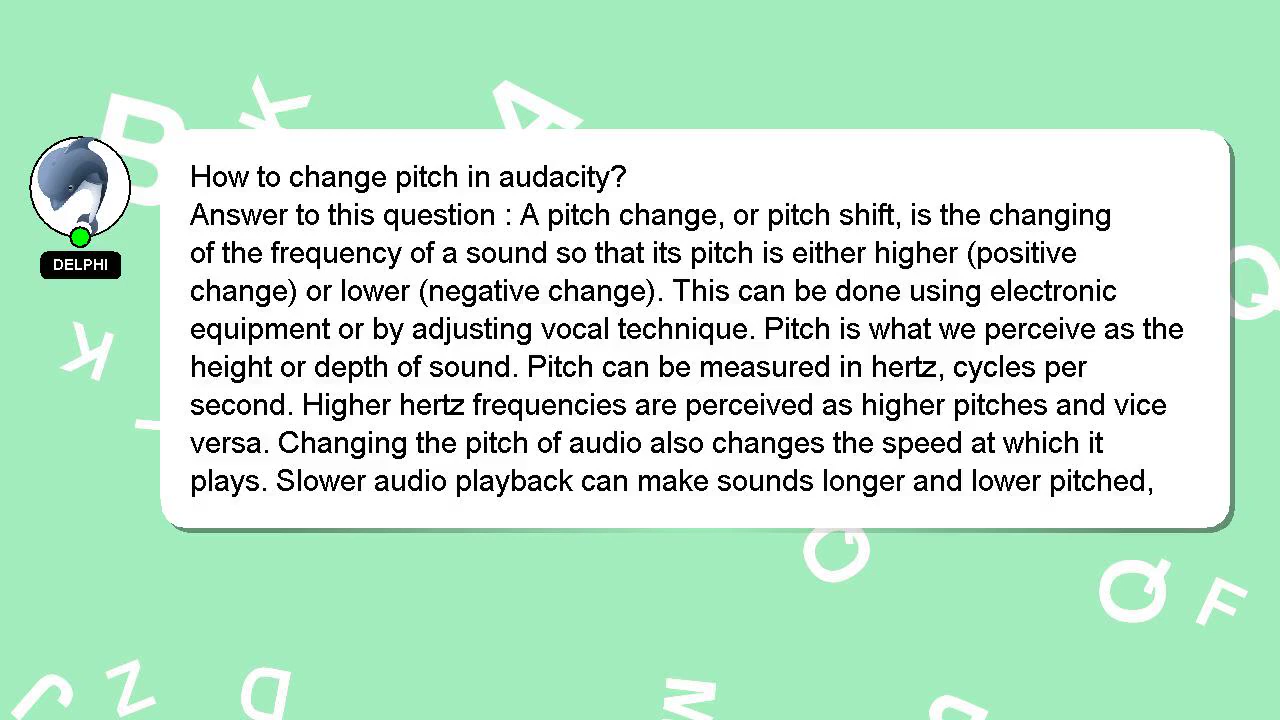 How to change pitch in audacity?
Answer to this question : A pitch change, or pitch shift, is the changing
of the frequency of a sound so that its pitch is either higher (positive
change) or lower (negative change). This can be done using electronic
equipment or by adjusting vocal technique. Pitch is what we perceive as the
height or depth of sound. Pitch can be measured in hertz, cycles per
second. Higher hertz frequencies are perceived as higher pitches and vice
versa. Changing the pitch of audio also changes the speed at which it
plays. Slower audio playback can make sounds longer and lower pitched,
DELPHI
B
K
A
Q
K
Q
Q
F
J
Z
D
M